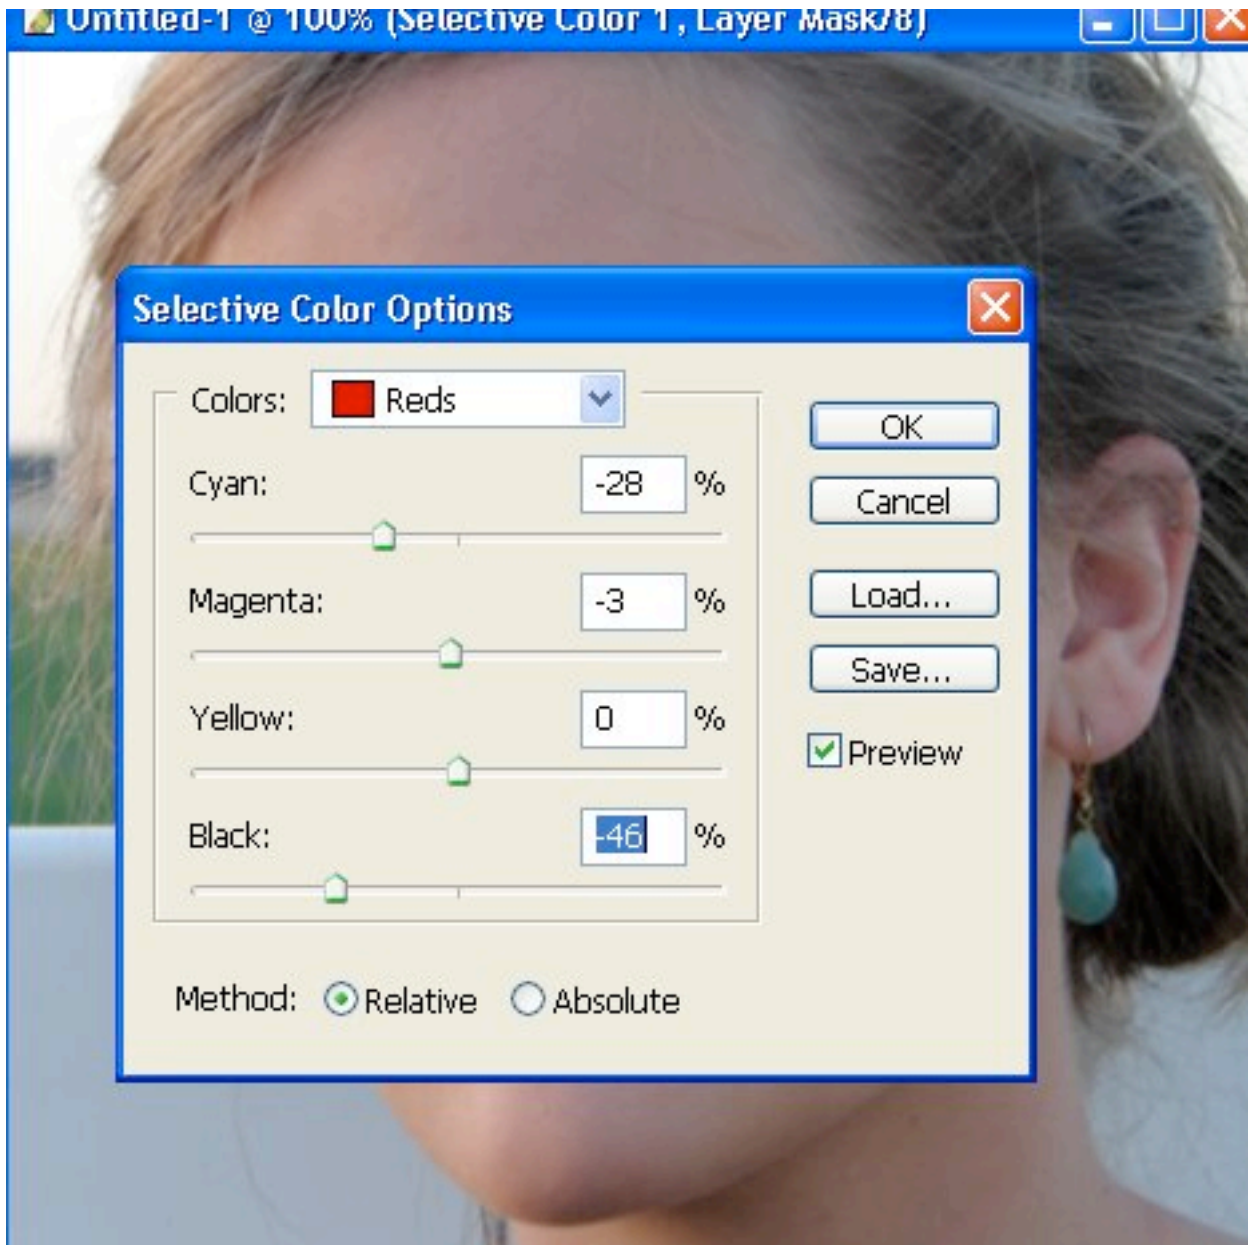 Untitled-1 @ 100% (Selective Color 1, Layer Mask/8)
Selective Color Options
Colors: Reds
OK
Cyan: -28 %
Cancel
Magenta: -3 %
Load...
Save...
Yellow: 0 %
Preview
Black: -46 %
Method: Relative Absolute